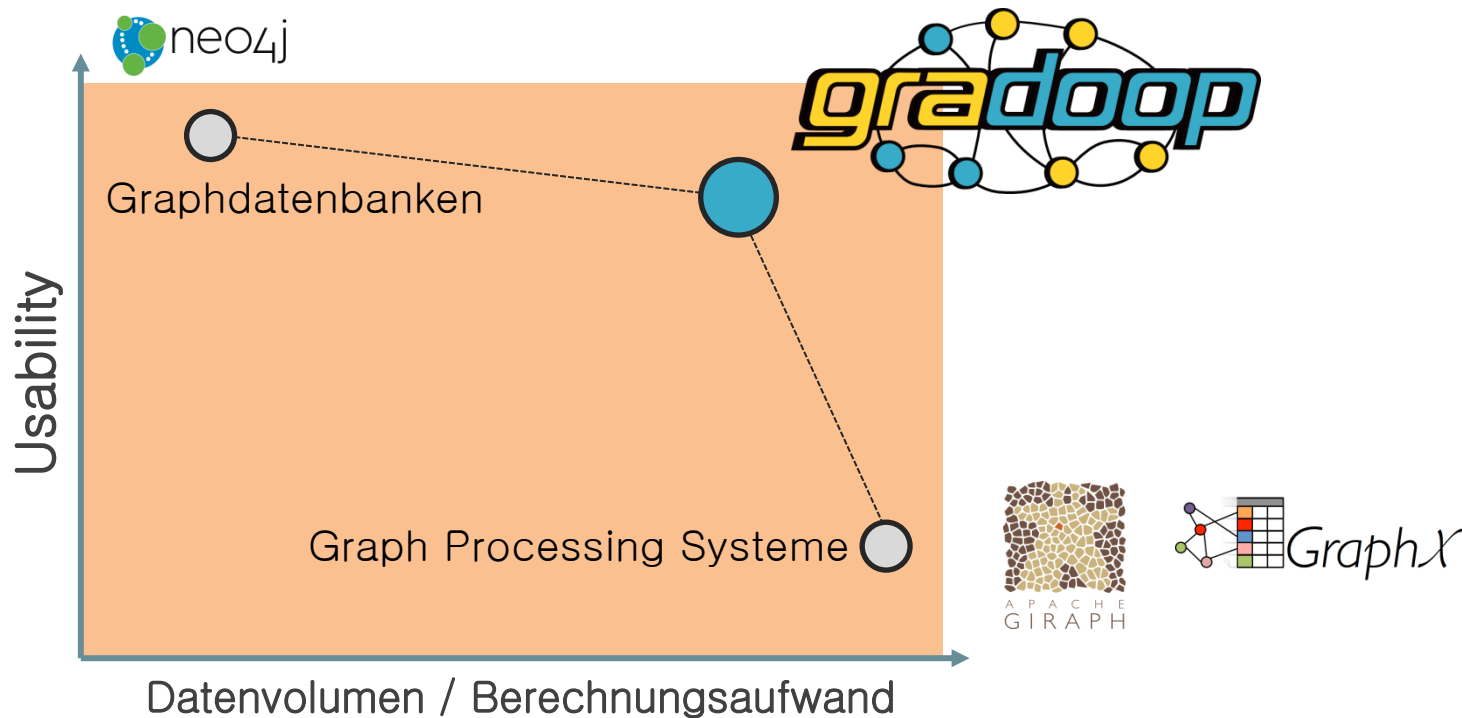 neo4j
gradoop
Graphdatenbanken
Usability
Graph Processing Systeme
APACHE
GIRAPH
GraphX
Datenvolumen / Berechnungsaufwand